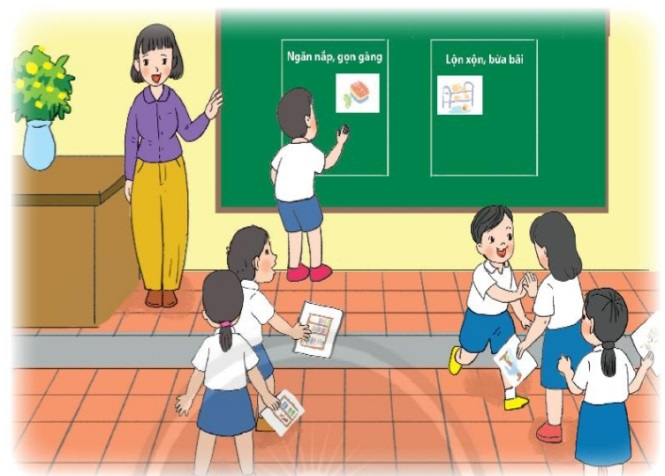 Ngăn nắp, gọn gàng
Lộn xộn, bừa bãi